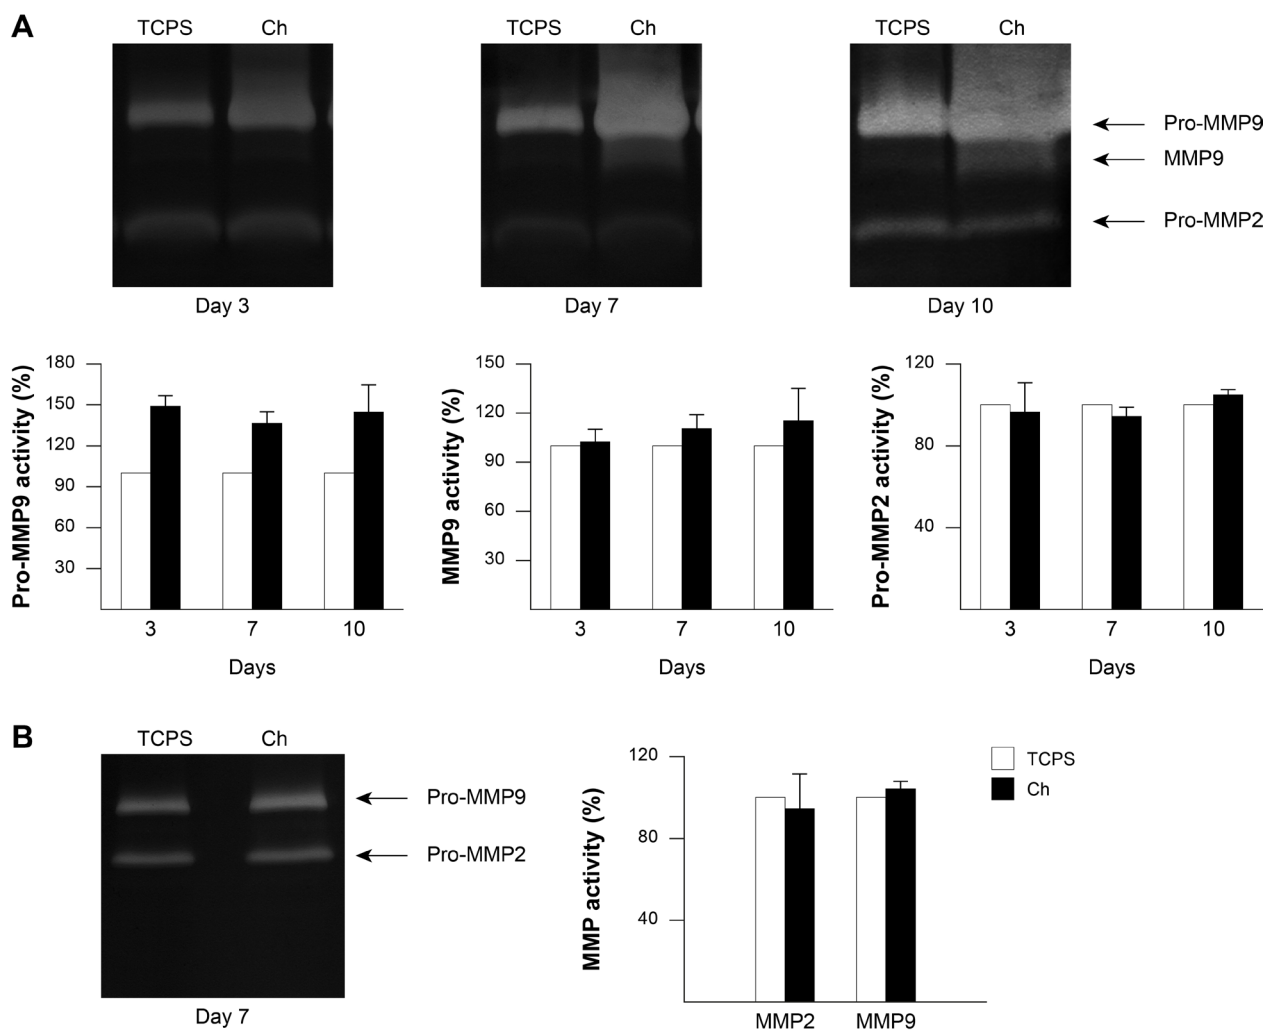 A
TCPS Ch
TCPS Ch
TCPS Ch
Pro-MMP9
MMP9
Pro-MMP2
Day 3
Day 7
Day 10
Pro-MMP9 activity (%)
180
150
120
90
60
30
3 7 10
Days
MMP9 activity (%)
150
120
90
60
30
3 7 10
Days
Pro-MMP2 activity (%)
120
80
40
3 7 10
Days
B
TCPS Ch
Pro-MMP9
Pro-MMP2
Day 7
MMP activity (%)
120
80
40
MMP2 MMP9
TCPS
Ch